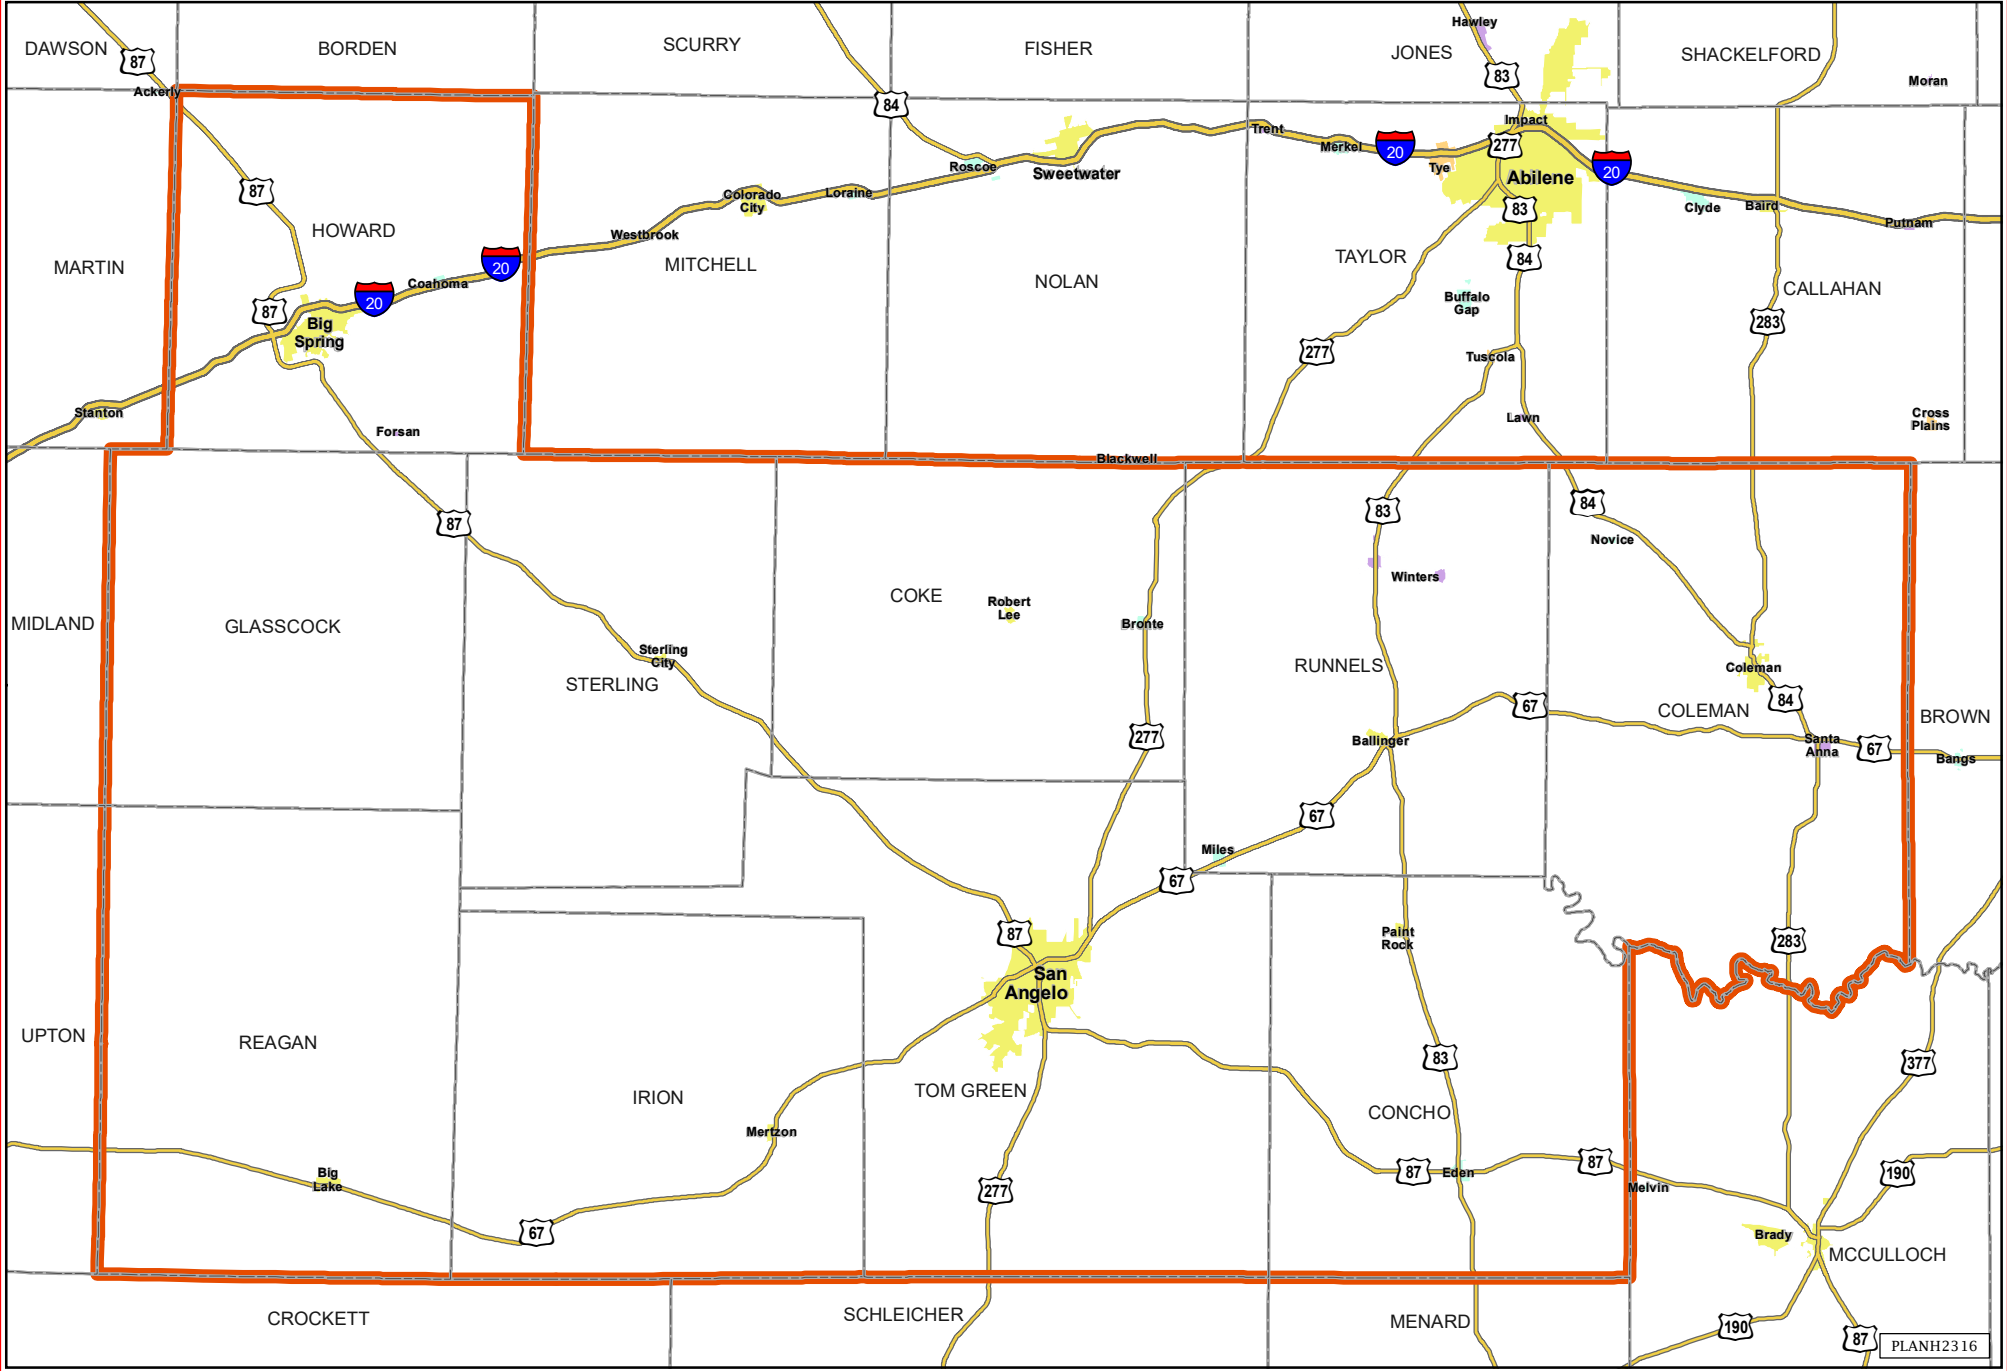 DAWSON
BORDEN
SCURRY
FISHER
Hawley
JONES
SHACKELFORD
Moran
87
83
Ackerly
84
Impact
Trent
Merkel
20
277
Tye
Roscoe
Sweetwater
Abilene
20
87
Colorado
City
Loraine
83
Clyde
Baird
Putnam
HOWARD
Westbrook
MARTIN
20
MITCHELL
TAYLOR
84
NOLAN
Coahoma
20
Buffalo
Gap
CALLAHAN
87
Big
Spring
283
277
Tuscola
Stanton
Forsan
Lawn
Cross
Plains
Blackwell
87
83
84
Novice
Winters
COKE
Robert
Lee
MIDLAND
GLASSCOCK
Bronte
Sterling
City
STERLING
RUNNELS
Coleman
84
67
COLEMAN
BROWN
277
Ballinger
Santa
Anna
67
Bangs
67
Miles
67
87
Paint
Rock
283
San
Angelo
UPTON
REAGAN
83
377
IRION
TOM GREEN
CONCHO
Mertzon
Big
Lake
87
Eden
87
190
Melvin
277
67
Brady
MCCULLOCH
CROCKETT
SCHLEICHER
MENARD
190
87
PLANH2316